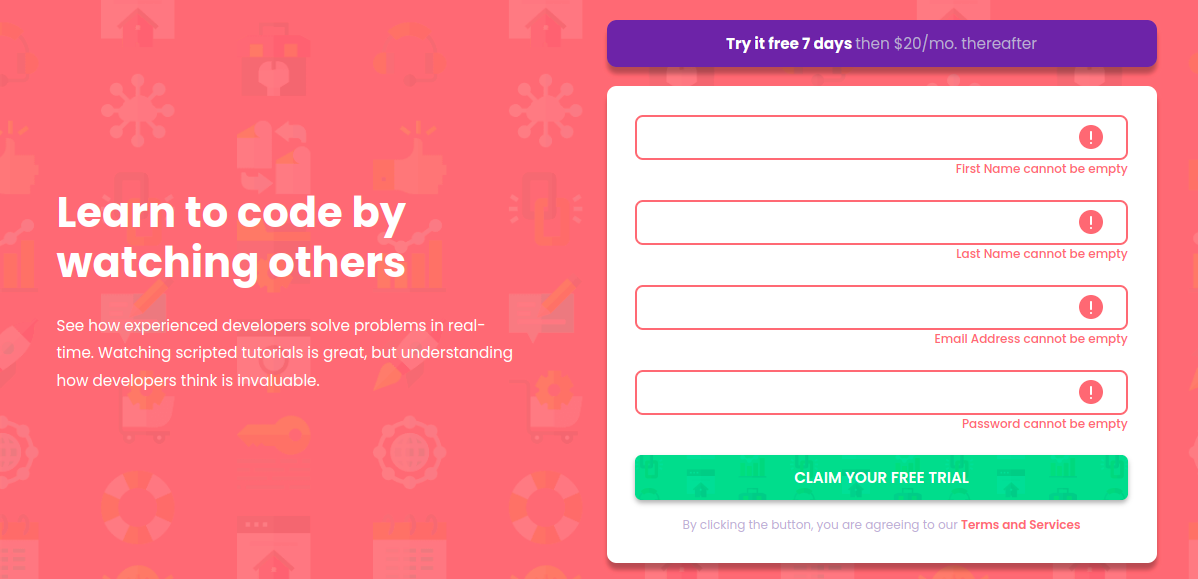 Learn to code by
watching others
See how experienced developers solve problems in real-
time. Watching scripted tutorials is great, but understanding
how developers think is invaluable.
Try it free 7 days then $20/mo. thereafter
First Name cannot be empty
Last Name cannot be empty
Email Address cannot be empty
Password cannot be empty
CLAIM YOUR FREE TRIAL
By clicking the button, you are agreeing to our Terms and Services